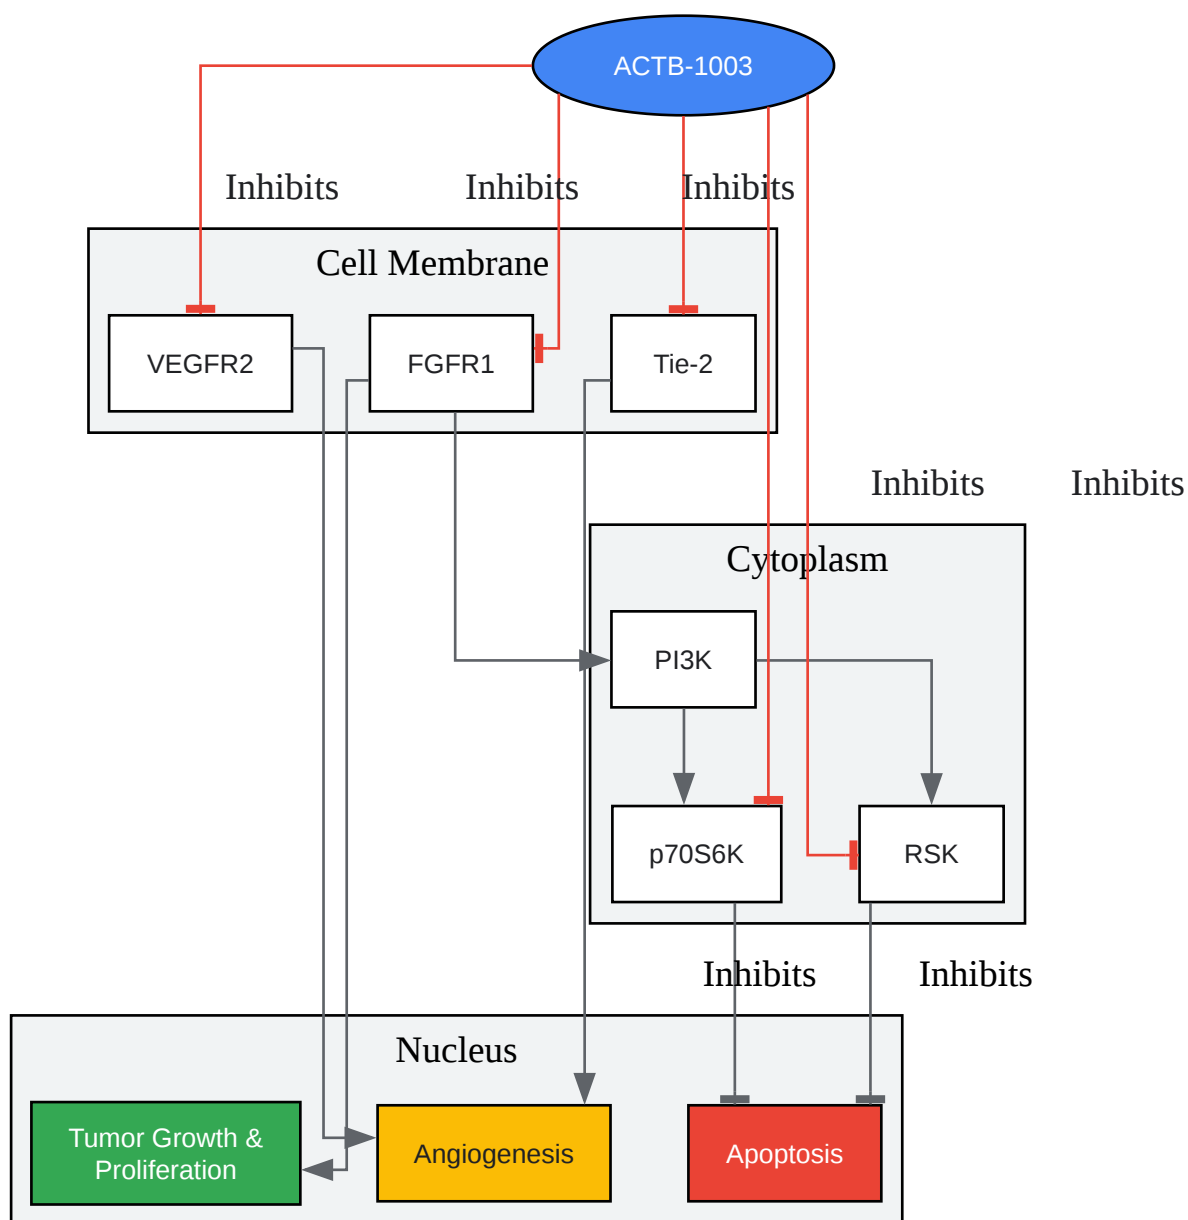 ACTB-1003
Inhibits
Inhibits
Inhibits
Cell Membrane
VEGFR2
FGFR1
Tie-2
Inhibits
Inhibits
Cytoplasm
PI3K
p70S6K
RSK
Inhibits
Inhibits
Nucleus
Tumor Growth &
Proliferation
Angiogenesis
Apoptosis